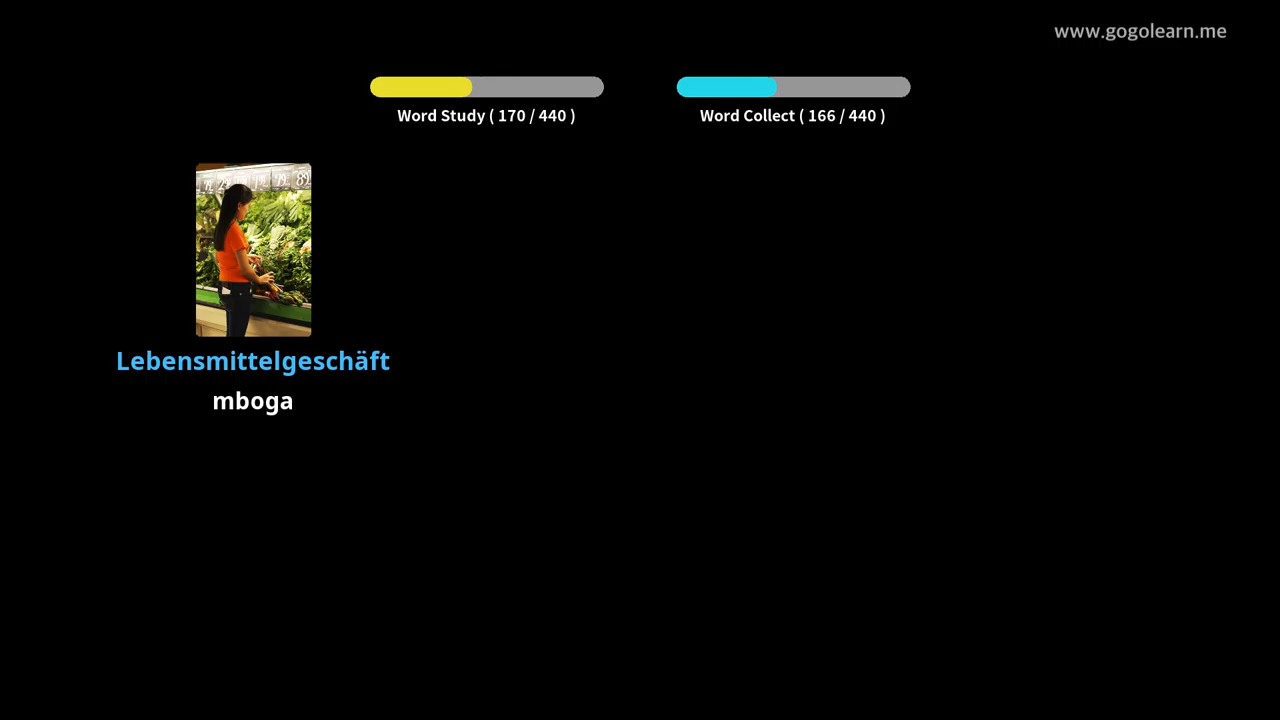 www.gogolearn.me
Word Study ( 170 / 440 )
Word Collect ( 166 / 440 )
Lebensmittelgeschäft
mboga